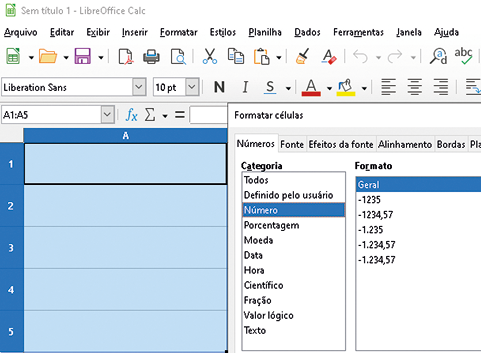 Sem título 1 - LibreOffice Calc
Arquivo Editar Exibir Inserir Formatar Estilos Planilha Dados Ferramentas Janela Ajuda
abc
Liberation Sans 10 pt N I S A
A1:A5 fx Σ =
Formatar células
A
Números Fonte Efeitos da fonte Alinhamento Bordas
Categoria Formato
Todos
Definido pelo usuário
Número
Porcentagem
Moeda
Data
Hora
Científico
Fração
Valor lógico
Texto
Geral
-1235
-1234,57
-1.235
-1.234,57
-1.234,57
1
2
3
4
5